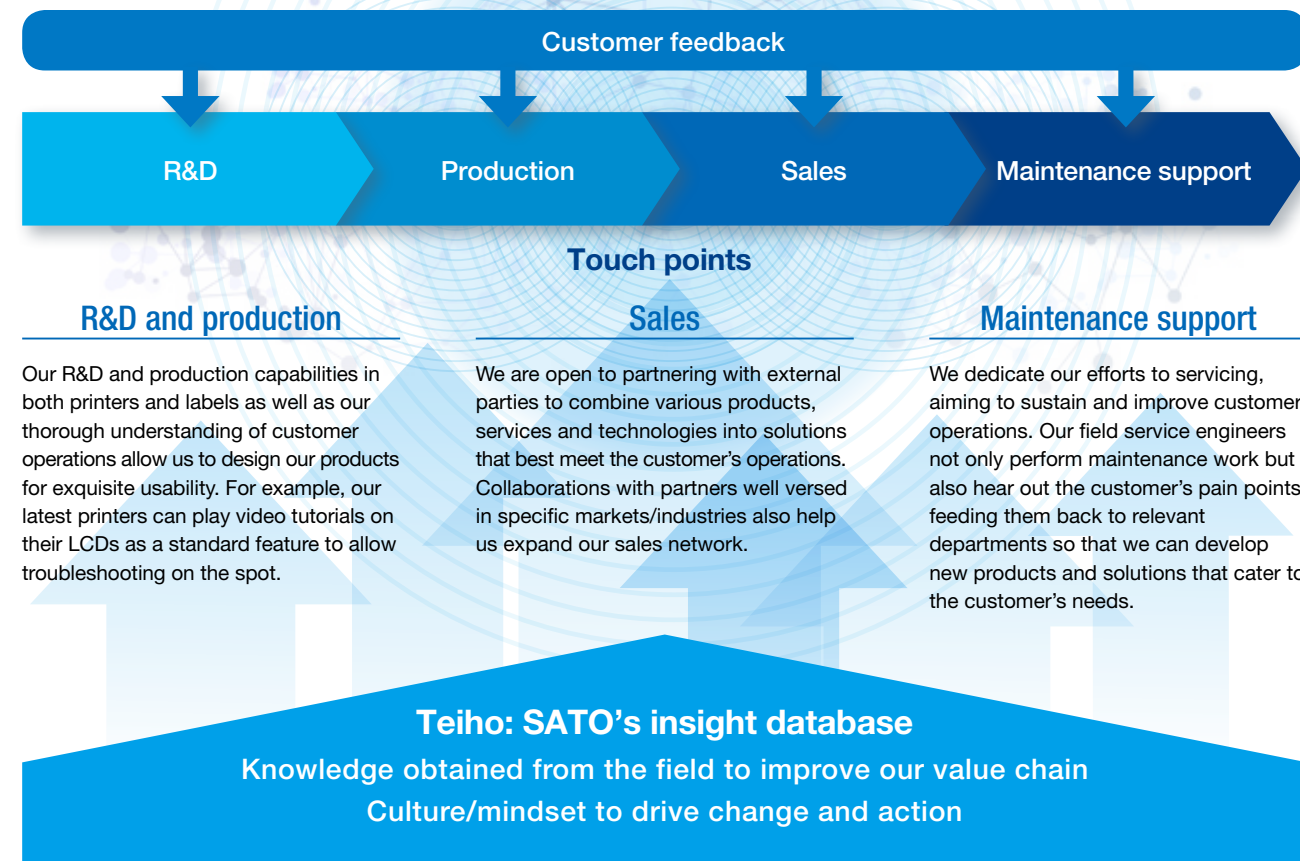 Customer feedback
R&D
Production
Sales
Maintenance support
Touch points
R&D and production
Our R&D and production capabilities in
both printers and labels as well as our
thorough understanding of customer
operations allow us to design our products
for exquisite usability. For example, our
latest printers can play video tutorials on
their LCDs as a standard feature to allow
troubleshooting on the spot.
Sales
We are open to partnering with external
parties to combine various products,
services and technologies into solutions
that best meet the customer’s operations.
Collaborations with partners well versed
in specific markets/industries also help
us expand our sales network.
Maintenance support
We dedicate our efforts to servicing,
aiming to sustain and improve customer
operations. Our field service engineers
not only perform maintenance work but
also hear out the customer’s pain points
feeding them back to relevant
departments so that we can develop
new products and solutions that cater to
the customer’s needs.
Teiho: SATO’s insight database
Knowledge obtained from the field to improve our value chain
Culture/mindset to drive change and action